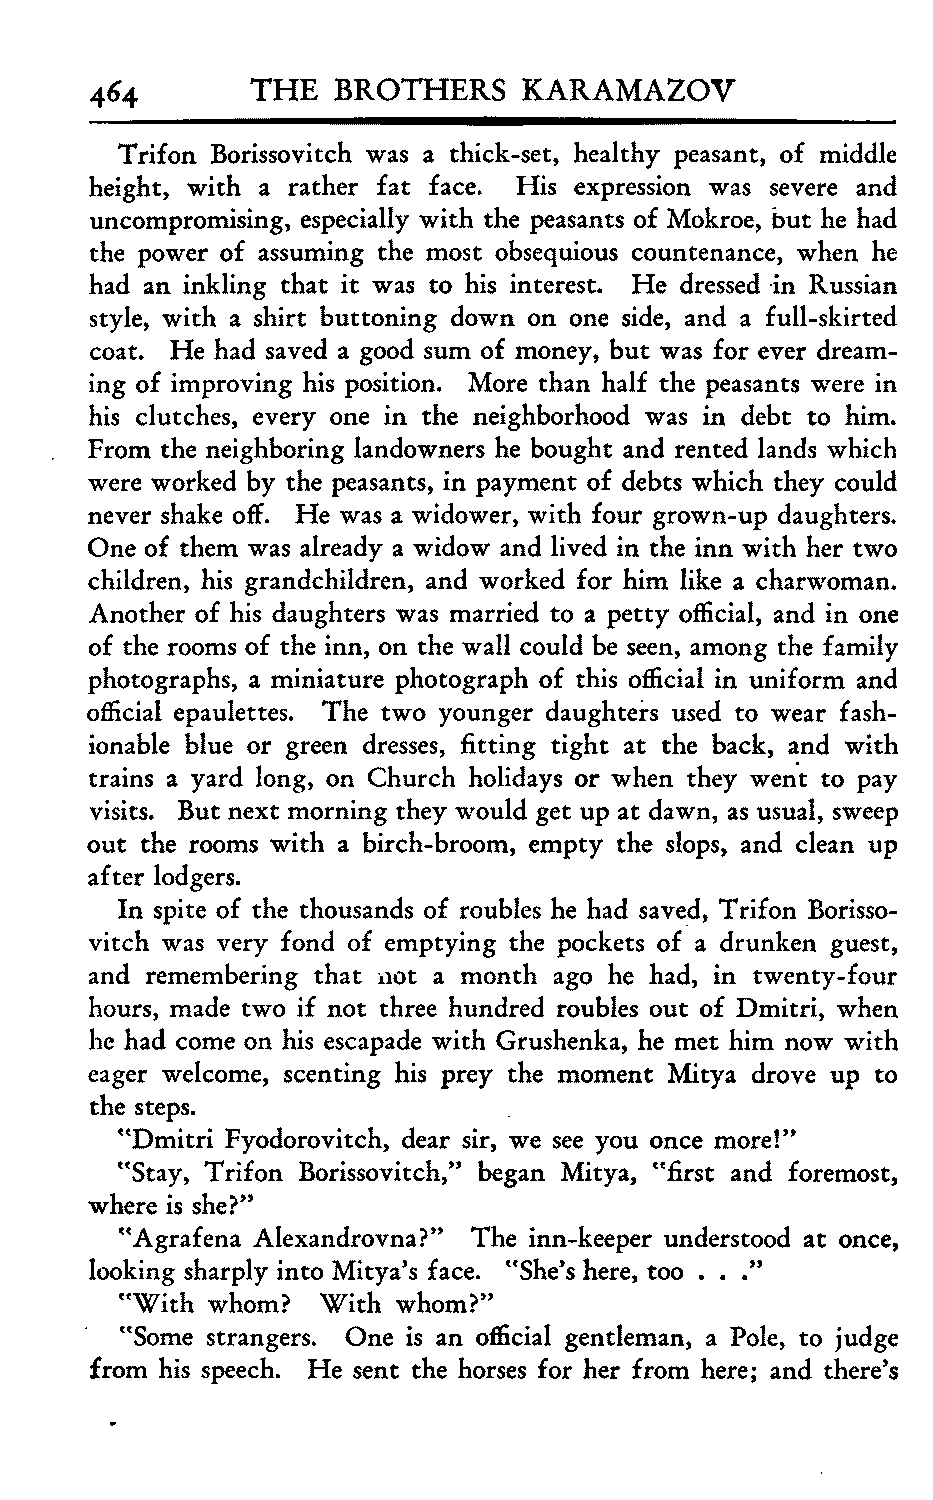 464 THE BROTHERS KARAMAZOV
Trifon Borissovitch was a thick-set, healthy peasant, of middle
height, with a rather fat face. His expression was severe and
uncompromising, especially with the peasants of Mokroe, but he had
the power of assuming the most obsequious countenance, when he
had an inkling that it was to his interest. He dressed in Russian
style, with a shirt buttoning down on one side, and a full-skirted
coat. He had saved a good sum of money, but was for ever dream-
ing of improving his position. More than half the peasants were in
his clutches, every one in the neighborhood was in debt to him.
From the neighboring landowners he bought and rented lands which
were worked by the peasants, in payment of debts which they could
never shake off. He was a widower, with four grown-up daughters.
One of them was already a widow and lived in the inn with her two
children, his grandchildren, and worked for him like a charwoman.
Another of his daughters was married to a petty official, and in one
of the rooms of the inn, on the wall could be seen, among the family
photographs, a miniature photograph of this official in uniform and
official epaulettes. The two younger daughters used to wear fash-
ionable blue or green dresses, fitting tight at the back, and with
trains a yard long, on Church holidays or when they went to pay
visits. But next morning they would get up at dawn, as usual, sweep
out the rooms with a birch-broom, empty the slops, and clean up
after lodgers.
In spite of the thousands of roubles he had saved, Trifon Borisso-
vitch was very fond of emptying the pockets of a drunken guest,
and remembering that not a month ago he had, in twenty-four
hours, made two if not three hundred roubles out of Dmitri, when
he had come on his escapade with Grushenka, he met him now with
eager welcome, scenting his prey the moment Mitya drove up to
the steps.
"Dmitri Fyodorovitch, dear sir, we see you once more!"
"Stay, Trifon Borissovitch," began Mitya, "first and foremost,
where is she?"
"Agrafena Alexandrovna?" The inn-keeper understood at once,
looking sharply into Mitya's face. "She's here, too . . ."
"With whom? With whom?"
"Some strangers. One is an official gentleman, a Pole, to judge
from his speech. He sent the horses for her from here; and there's